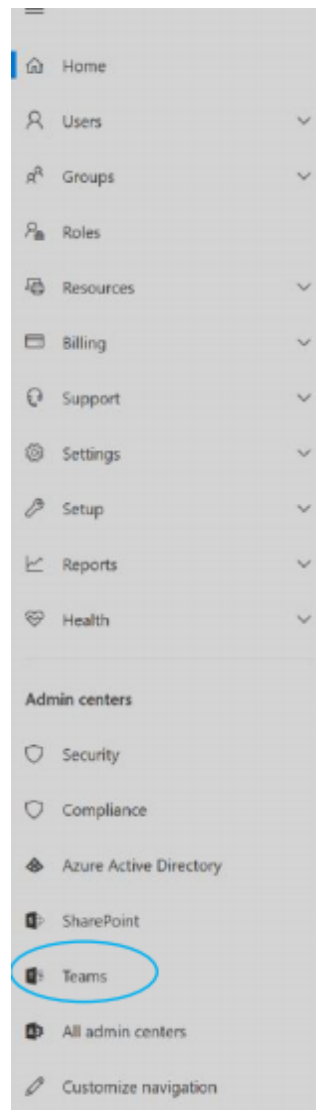 Home
Users
Groups
Roles
Resources
Billing
Support
Settings
Setup
Reports
Health
Admin centers
Security
Compliance
Azure Active Directory
SharePoint
Teams
All admin centers
Customize navigation